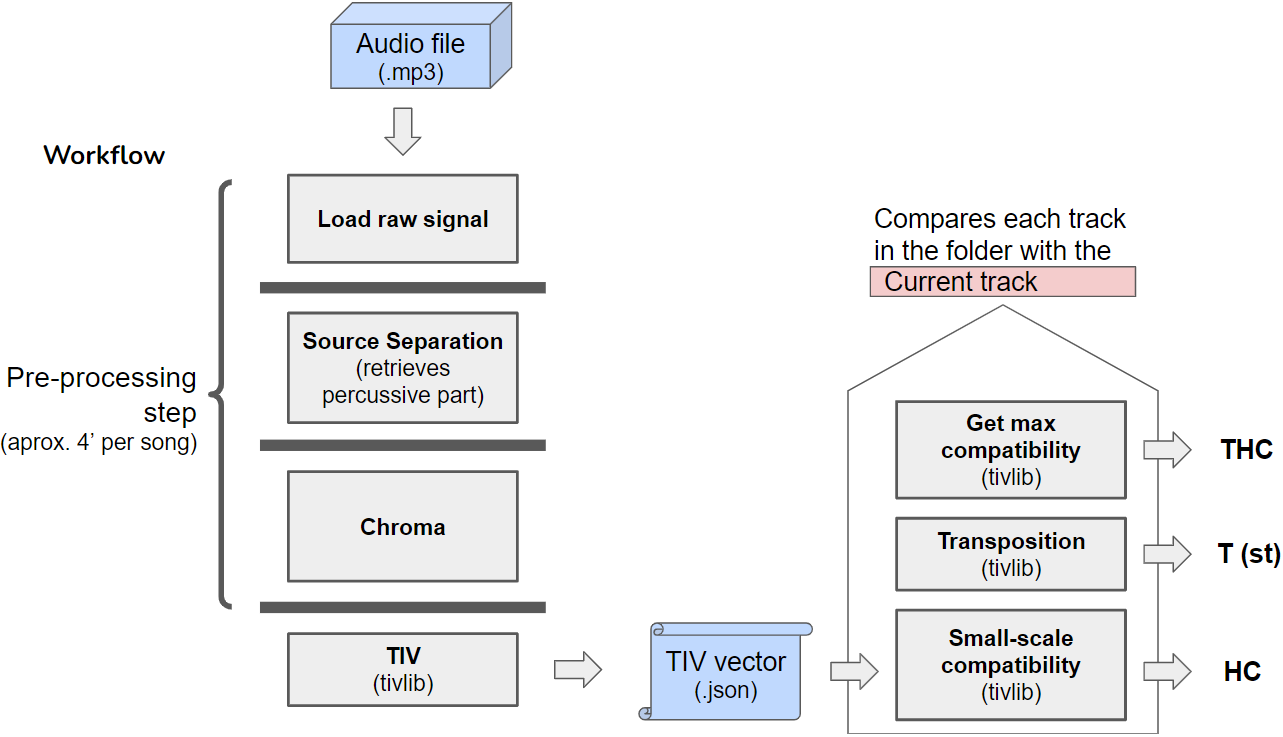 Audio file
(.mp3)
Workflow
Load raw signal
Source Separation
(retrieves
percussive part)
Pre-processing
step
(aprox. 4’ per song)
Chroma
TIV
(tivlib)
TIV vector
(.json)
Compares each track
in the folder with the
Current track
Get max
compatibility
(tivlib)
THC
Transposition
(tivlib)
T (st)
Small-scale
compatibility
(tivlib)
HC